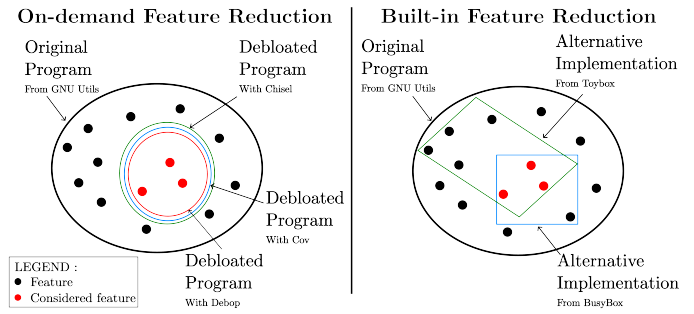 On-demand Feature Reduction
Original
Program
From GNU Utils
Debloated
Program
With Chisel
Debloated
Program
With Cov
Debloated
Program
With Debop
LEGEND :
Feature
Considered feature
Built-in Feature Reduction
Original
Program
From GNU Utils
Alternative
Implementation
From Toybox
Alternative
Implementation
From BusyBox